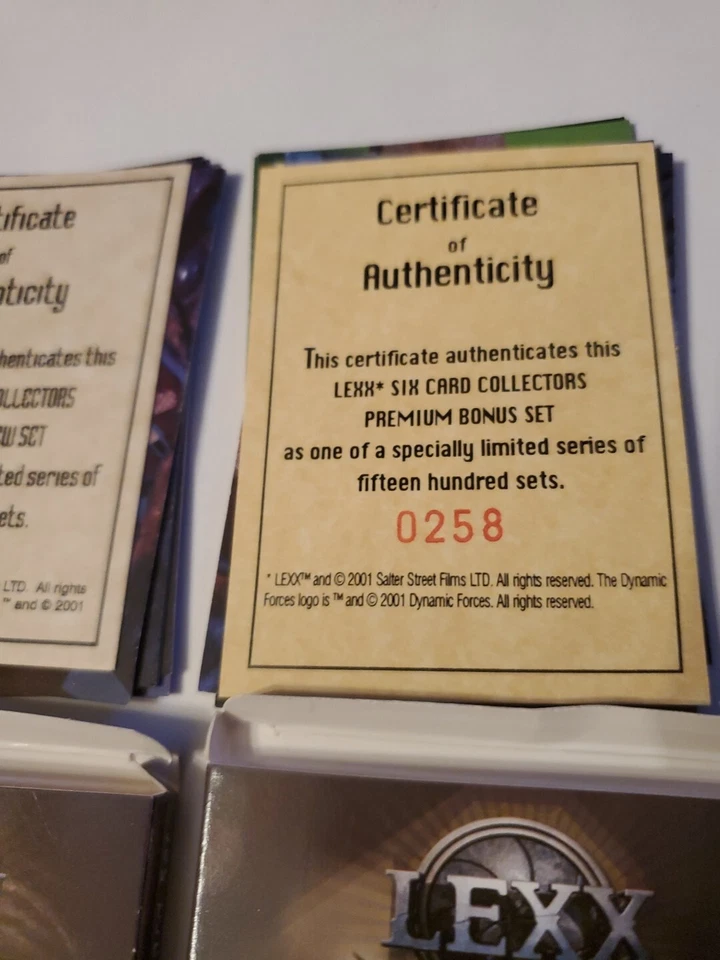 ificate
of
ticity
henticates this
OLLECTORS
W SET
ted series of
ets.
LTD. All rights
™ and © 2001
Certificate
of
Authenticity
This certificate authenticates this
LEXX* SIX CARD COLLECTORS
PREMIUM BONUS SET
as one of a specially limited series of
fifteen hundred sets.
0258
* LEXX™ and © 2001 Salter Street Films LTD. All rights reserved. The Dynamic
Forces logo is ™ and © 2001 Dynamic Forces. All rights reserved.
LEXX